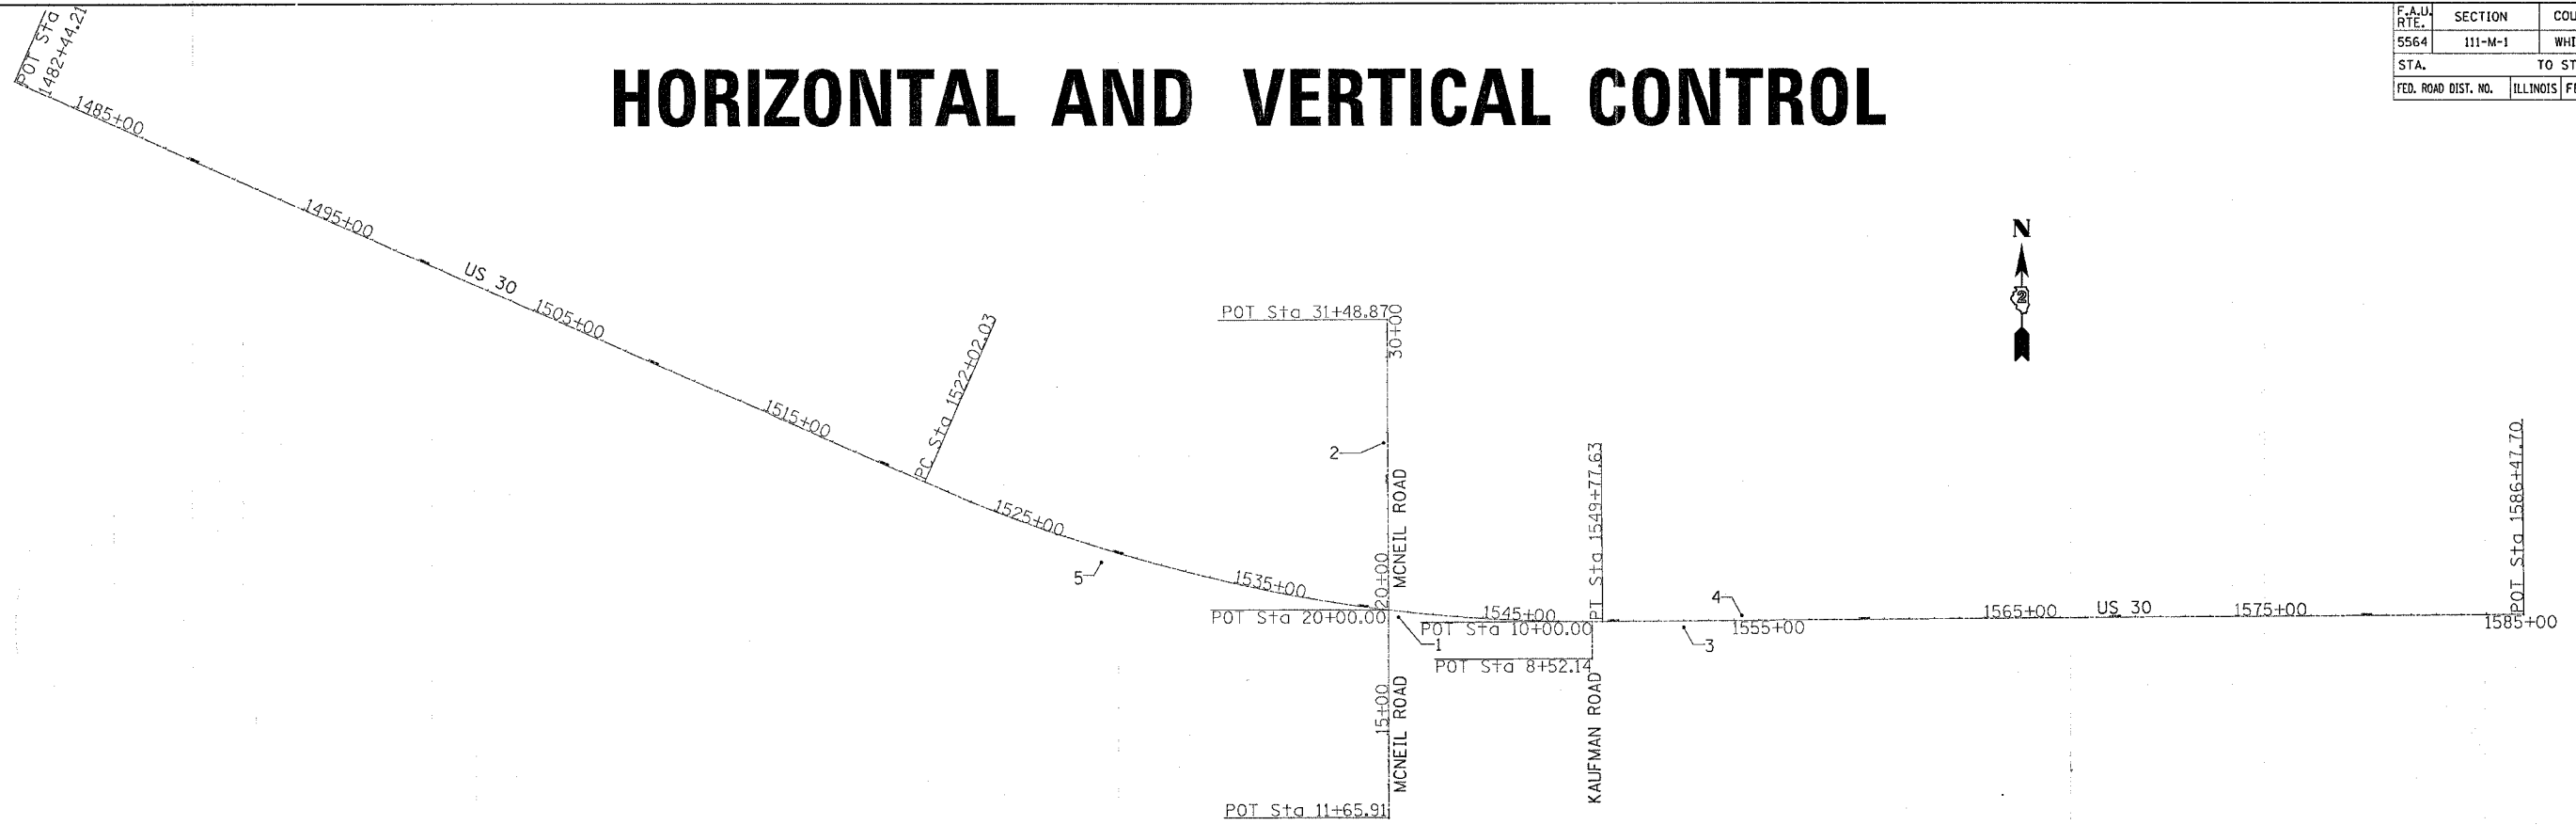 HORIZONTAL AND VERTICAL CONTROL
F.A.U. RTE.
SECTION
5564
111-M-1
STA.
FED. ROAD DIST. NO.
ILLINOIS
POT Sta
1482+44.21
1485+00
1495+00
US 30
1505+00
1515+00
PC Sta 1522+02.03
1525+00
5
1535+00
POT Sta 31+48.87
30+00
2
MCNEIL ROAD
20+00
POT Sta 20+00.00
1
15+00
MCNEIL ROAD
POT Sta 11+65.91
1545+00
POT Sta 10+00.00
POT Sta 8+52.14
KAUFMAN ROAD
PT Sta 1549+77.63
3
4
1555+00
N
2
1565+00
US 30
1575+00
POT Sta 1586+47.70
1585+00